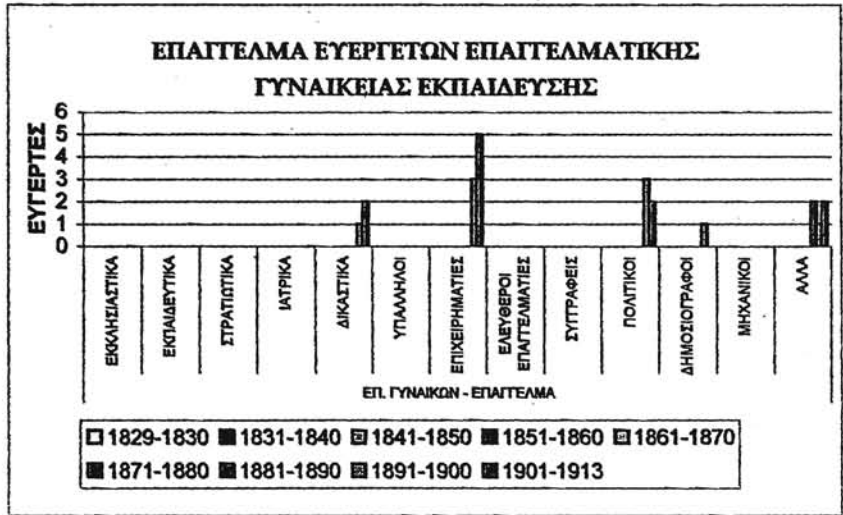 ΕΠΑΓΓΕΛΜΑ ΕΥΕΡΓΕΤΩΝ ΕΠΑΓΓΕΛΜΑΤΙΚΗΣ
ΓΥΝΑΙΚΕΙΑΣ ΕΚΠΑΙΔΕΥΣΗΣ
ΕΥΓΕΡΤΕΣ
6
5
4
3
2
1
0
ΕΚΚΛΗΣΙΑΣΤΙΚΑ
ΕΚΠΑΙΔΕΥΤΙΚΑ
ΣΤΡΑΤΙΩΤΙΚΑ
ΙΑΤΡΙΚΑ
ΔΙΚΑΣΤΙΚΑ
ΥΠΑΛΛΗΛΟΙ
ΕΠΙΧΕΙΡΗΜΑΤΙΕΣ
ΕΛΕΥΘΕΡΟΙ
ΕΠΑΓΓΕΛΜΑΤΙΕΣ
ΣΥΓΓΡΑΦΕΙΣ
ΠΟΛΙΤΙΚΟΙ
ΔΗΜΟΣΙΟΓΡΑΦΟΙ
ΜΗΧΑΝΙΚΟΙ
ΑΛΛΑ
ΕΠ. ΓΥΝΑΙΚΩΝ - ΕΠΑΓΓΕΛΜΑ
1829-1830 1831-1840 1841-1850 1851-1860 1861-1870
1871-1880 1881-1890 1891-1900 1901-1913